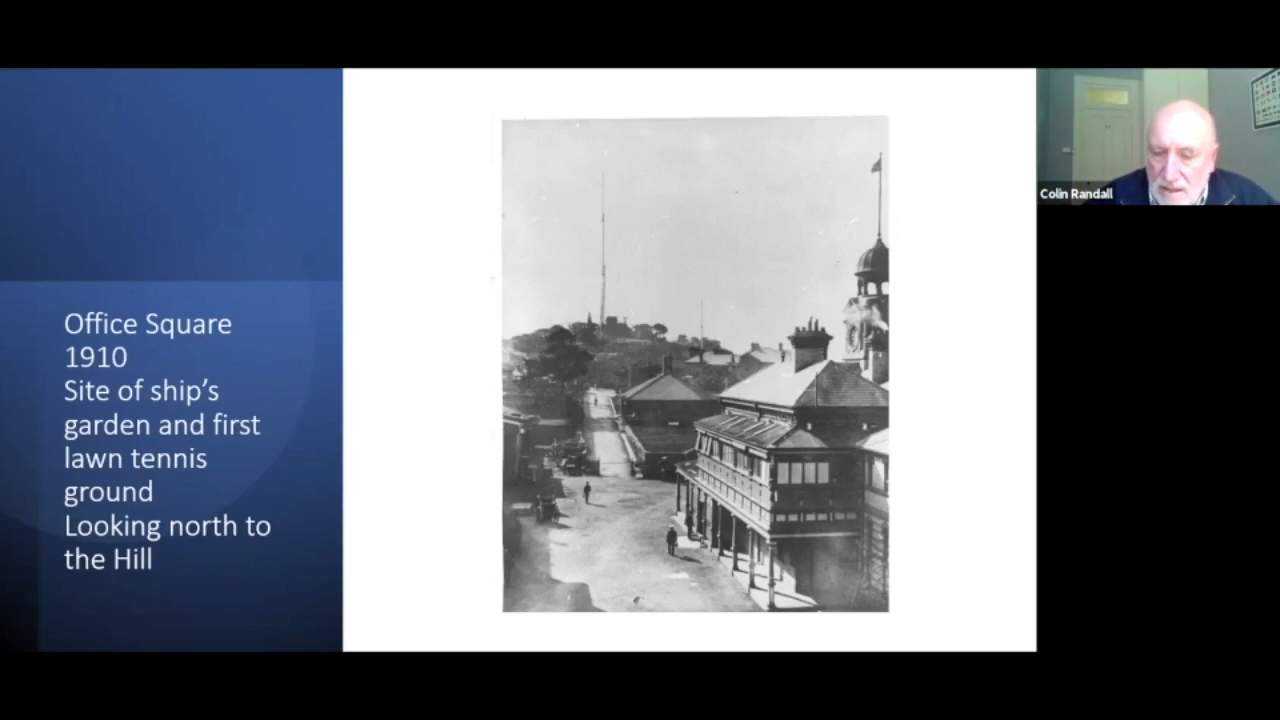 Office Square
1910
Site of ship’s
garden and first
lawn tennis
ground
Looking north to
the Hill
Colin Randall